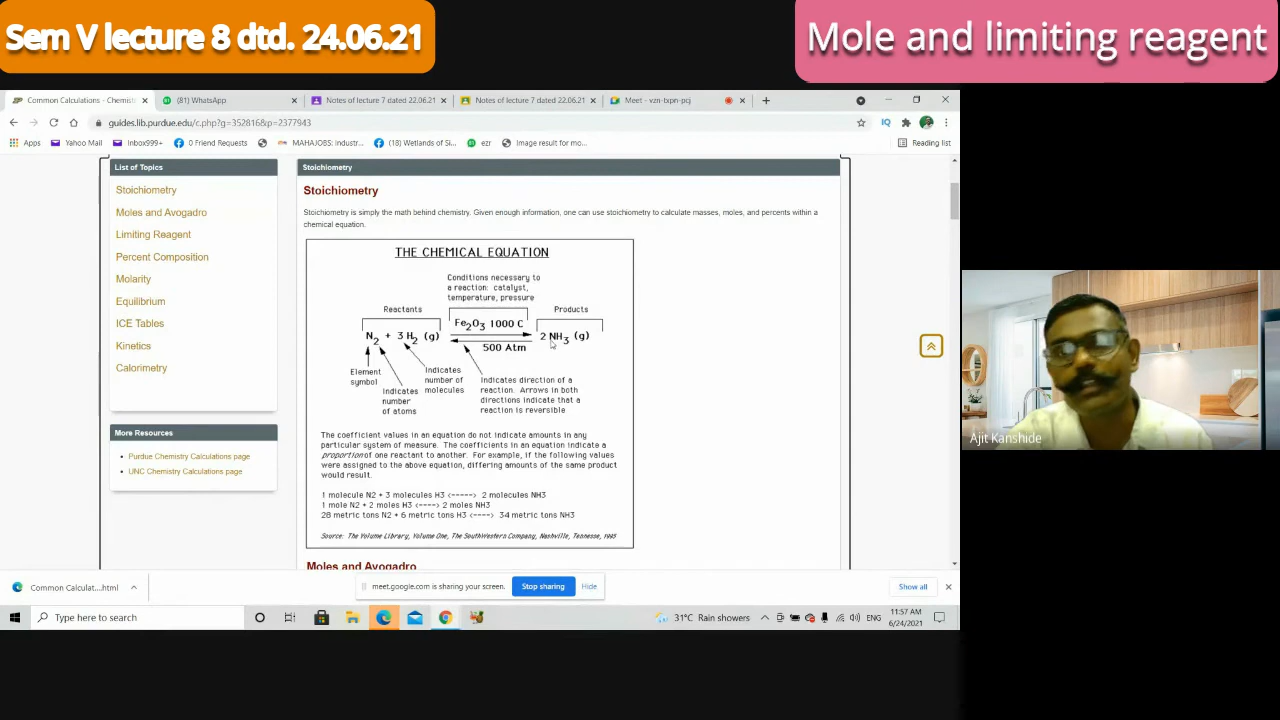 Sem V lecture 8 dtd. 24.06.21
Mole and limiting reagent
Common Calculations - Chemist
(81) WhatsApp
Notes of lecture 7 dated 22.06.21
Notes of lecture 7 dated 22.06.21
Meet - vzn-txpn-pcj
guides.lib.purdue.edu/c.php?g=352816&p=2377943
Apps
Yahoo Mail
Inbox999+
0 Friend Requests
MAHAJOBS: Industr...
(18) Wetlands of Si...
ezr
Image result for mo...
Reading list
List of Topics
Stoichiometry
Moles and Avogadro
Limiting Reagent
Percent Composition
Molarity
Equilibrium
ICE Tables
Kinetics
Calorimetry
More Resources
Purdue Chemistry Calculations page
UNC Chemistry Calculations page
Stoichiometry
Stoichiometry
Stoichiometry is simply the math behind chemistry. Given enough information, one can use stoichiometry to calculate masses, moles, and percents within a
chemical equation.
THE CHEMICAL EQUATION
Conditions necessary to
a reaction: catalyst,
temperature, pressure
Reactants
Products
Fe2O3 1000 C
N2 + 3 H2 (g)
2 NH3 (g)
500 Atm
Element
symbol
Indicates
number
of atoms
Indicates
number of
molecules
Indicates direction of a
reaction. Arrows in both
directions indicate that a
reaction is reversible
The coefficient values in an equation do not indicate amounts in any
particular system of measure. The coefficients in an equation indicate a
proportion of one reactant to another. For example, if the following values
were assigned to the above equation, differing amounts of the same product
would result.
1 molecule N2 + 3 molecules H3 <-----> 2 molecules NH3
1 mole N2 + 2 moles H3 <----> 2 moles NH3
28 metric tons N2 + 6 metric tons H3 <----> 34 metric tons NH3
Source: The Volume Library, Volume One, The SouthWestern Company, Nashville, Tennesse, 1985
Moles and Avogadro
Ajit Kanshide
Common Calculat....html
meet.google.com is sharing your screen.
Stop sharing
Hide
Show all
Type here to search
31°C Rain showers
ENG
11:57 AM
6/24/2021